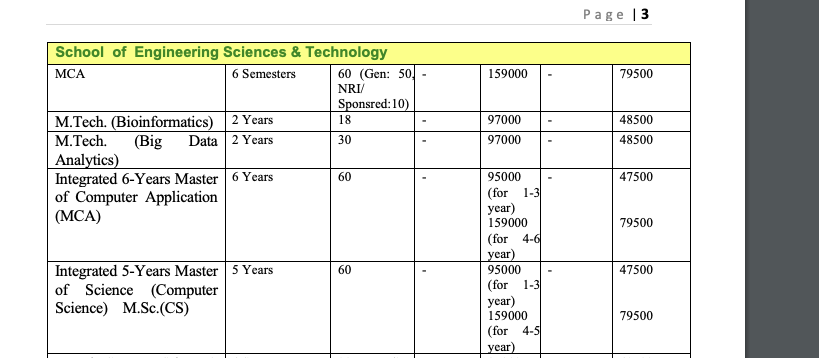 Page | 3
School of Engineering Sciences & Technology
MCA 6 Semesters 60 (Gen: 50, - 159000 - 79500
NRI/
Sponsred:10)
M.Tech. (Bioinformatics) 2 Years 18 - 97000 - 48500
M.Tech. (Big Data 2 Years 30 - 97000 - 48500
Analytics)
Integrated 6-Years Master 6 Years 60 - 95000 - 47500
of Computer Application (for 1-3
(MCA) year)
159000 79500
(for 4-6
year)
Integrated 5-Years Master 5 Years 60 - 95000 - 47500
of Science (Computer (for 1-3
Science) M.Sc.(CS) year)
159000 79500
(for 4-5
year)